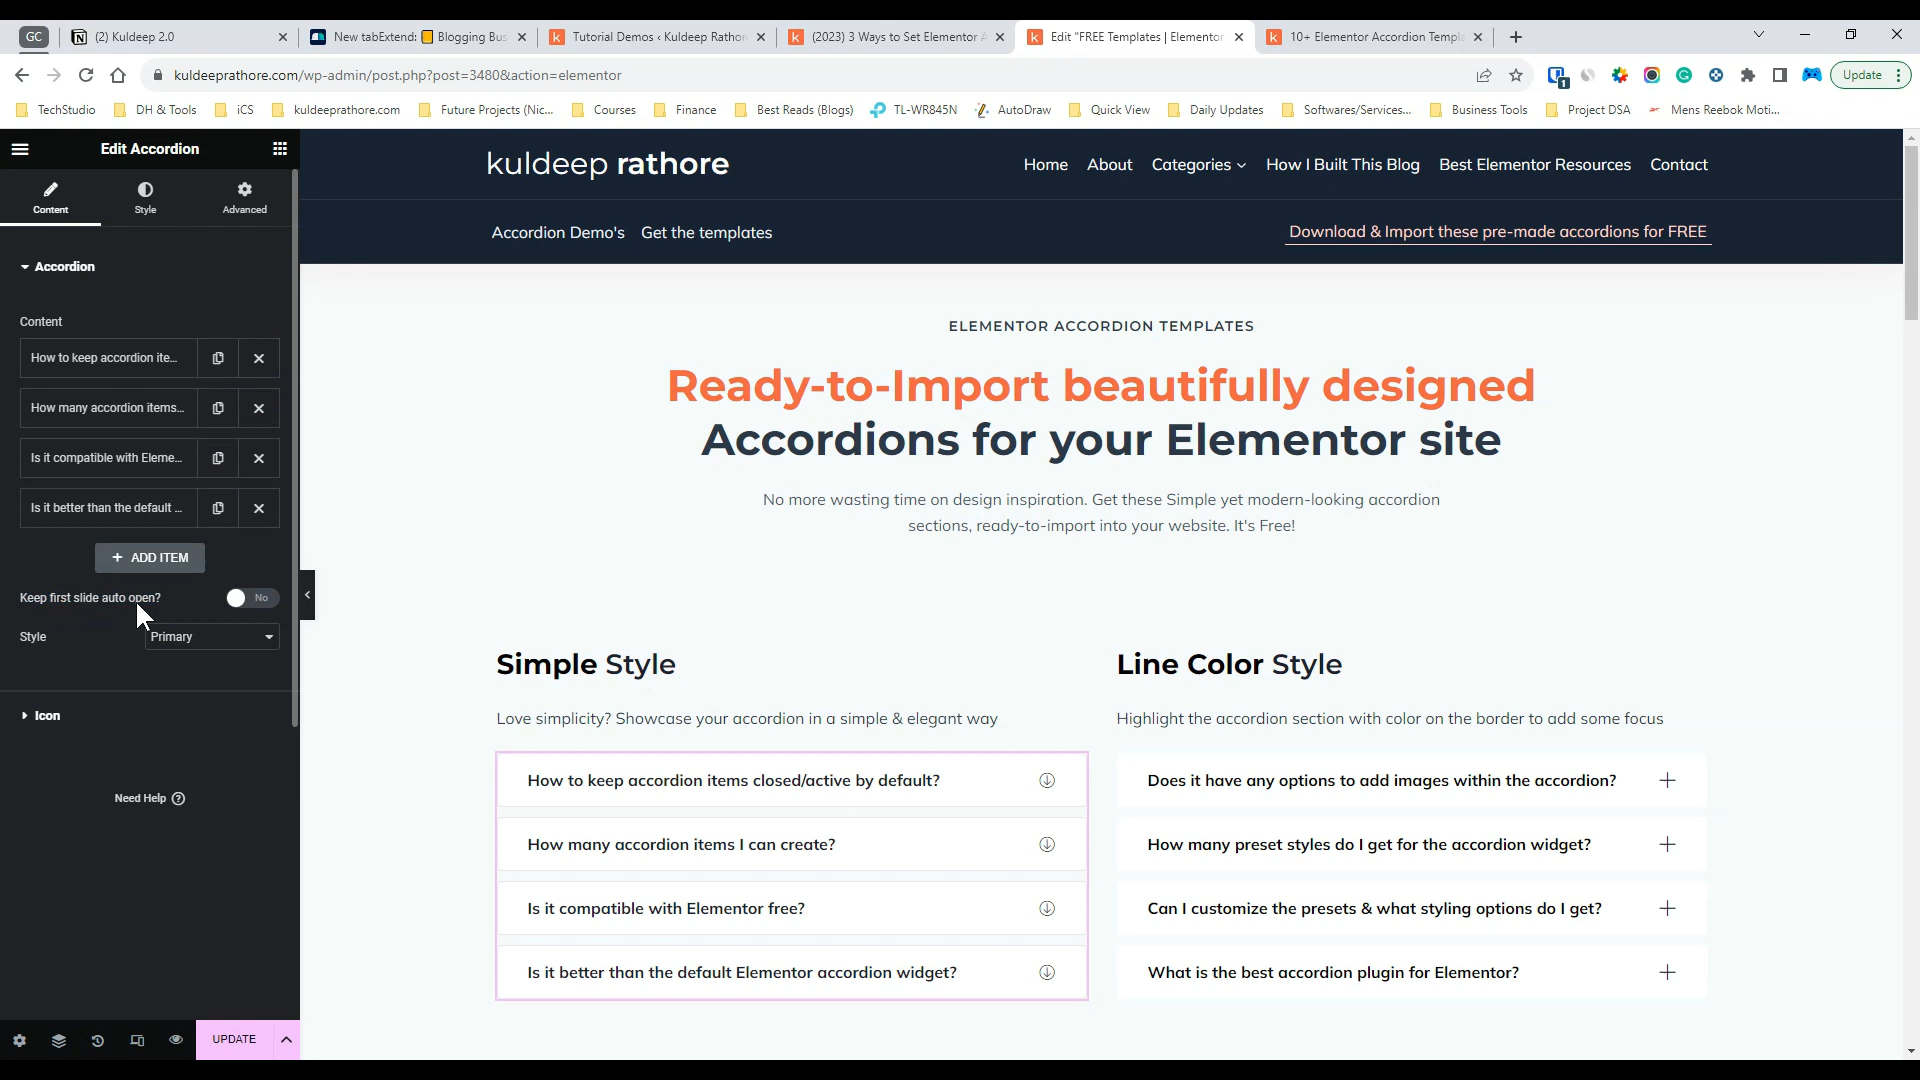 GC
(2) Kuldeep 2.0
New tabExtend: Blogging Bus
Tutorial Demos ‹ Kuldeep Rathor
(2023) 3 Ways to Set Elementor A
Edit "FREE Templates | Elementor
10+ Elementor Accordion Templa
kuldeeprathore.com/wp-admin/post.php?post=3480&action=elementor
1
Update
TechStudio
DH & Tools
iCS
kuldeeprathore.com
Future Projects (Nic...
Courses
Finance
Best Reads (Blogs)
TL-WR845N
AutoDraw
Quick View
Daily Updates
Softwares/Services...
Business Tools
Project DSA
Mens Reebok Moti...
Edit Accordion
Content
Style
Advanced
Accordion
Content
How to keep accordion ite...
How many accordion items...
Is it compatible with Eleme...
Is it better than the default ...
+ ADD ITEM
Keep first slide auto open?
No
Style
Primary
Icon
Need Help
UPDATE
kuldeep rathore
Home
About
Categories
How I Built This Blog
Best Elementor Resources
Contact
Accordion Demo's
Get the templates
Download & Import these pre-made accordions for FREE
ELEMENTOR ACCORDION TEMPLATES
Ready-to-Import beautifully designed
Accordions for your Elementor site
No more wasting time on design inspiration. Get these Simple yet modern-looking accordion
sections, ready-to-import into your website. It's Free!
Simple Style
Love simplicity? Showcase your accordion in a simple & elegant way
How to keep accordion items closed/active by default?
How many accordion items I can create?
Is it compatible with Elementor free?
Is it better than the default Elementor accordion widget?
Line Color Style
Highlight the accordion section with color on the border to add some focus
Does it have any options to add images within the accordion?
How many preset styles do I get for the accordion widget?
Can I customize the presets & what styling options do I get?
What is the best accordion plugin for Elementor?